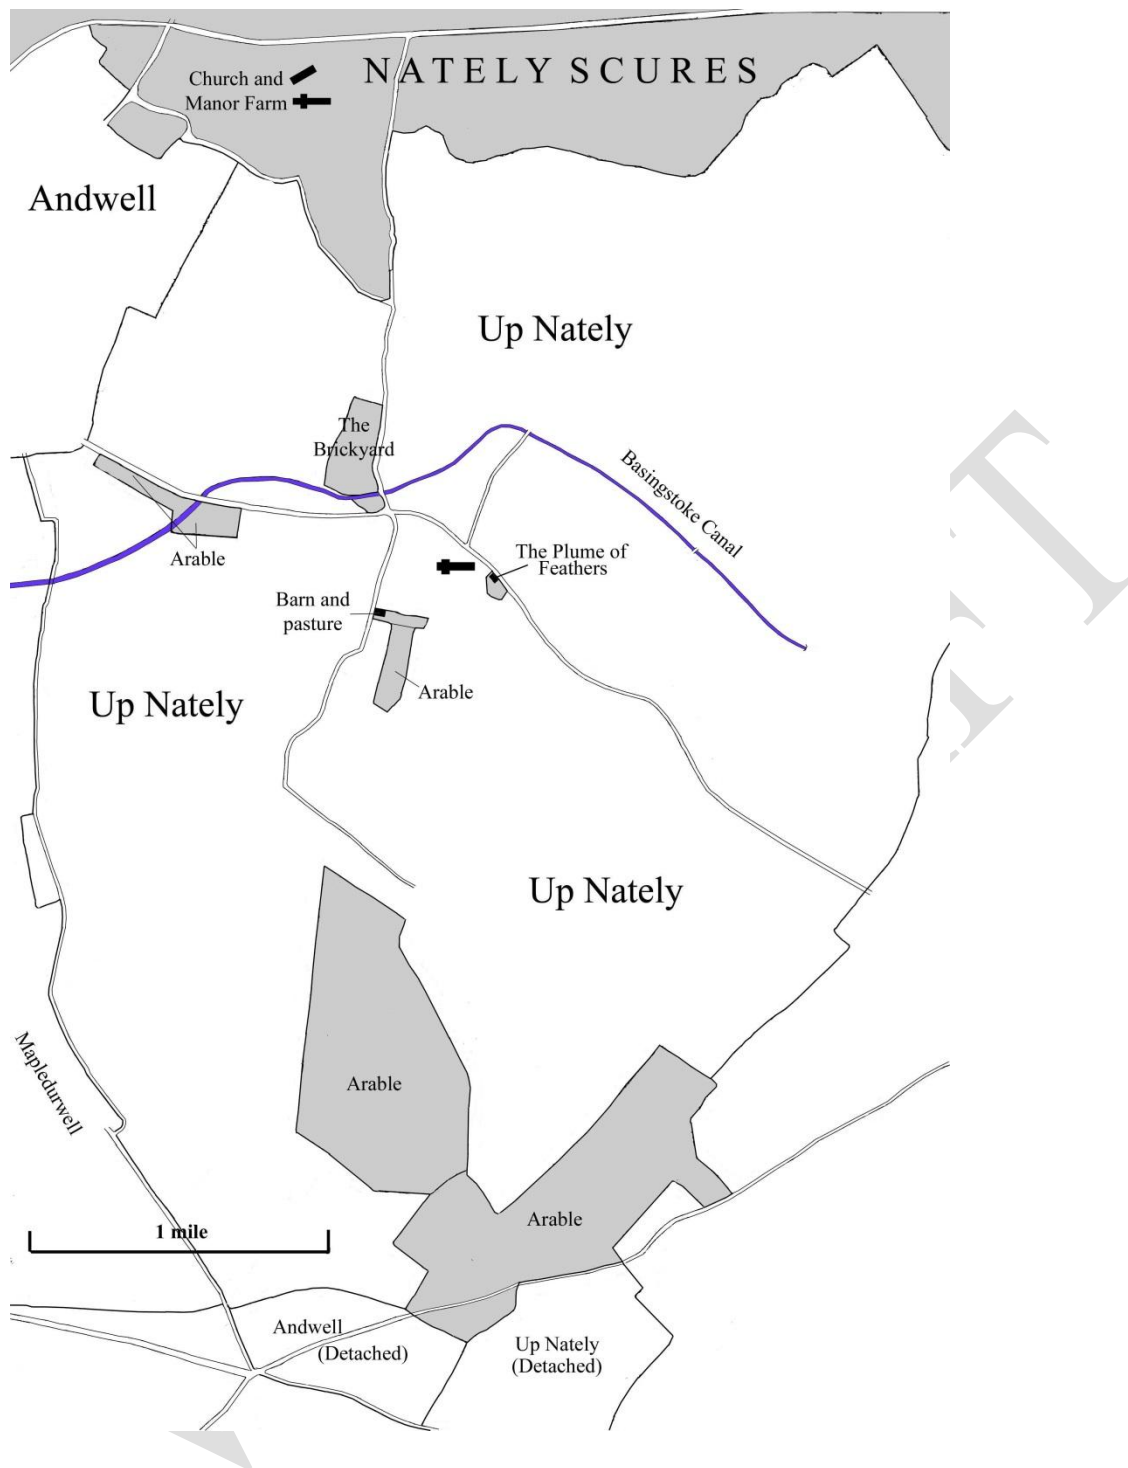 NATELY SCURES
Church and
Manor Farm
Andwell
Up Nately
The
Brickyard
Basingstoke Canal
Arable
The Plume of
Feathers
Barn and
pasture
Arable
Up Nately
Up Nately
Mapledurwell
Arable
Arable
1 mile
Andwell
(Detached)
Up Nately
(Detached)